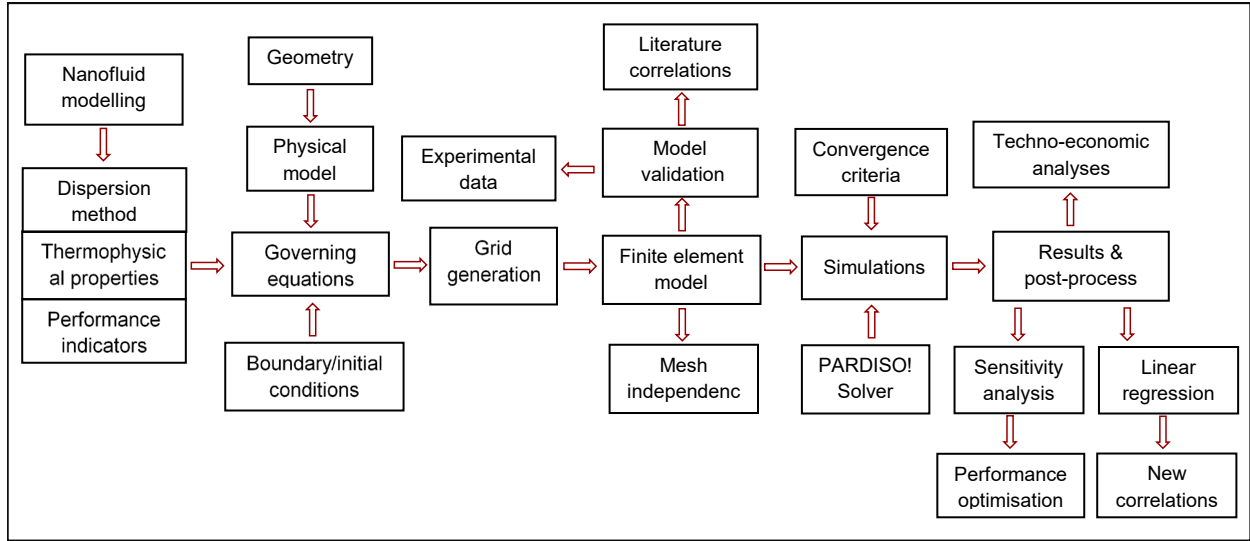 Nanofluid
modelling
Dispersion
method
Thermophysic
al properties
Performance
indicators
Geometry
Physical
model
Governing
equations
Boundary/initial
conditions
Experimental
data
Grid
generation
Literature
correlations
Model
validation
Finite element
model
Mesh
independenc
Convergence
criteria
Simulations
PARDISO!
Solver
Techno-economic
analyses
Results &
post-process
Sensitivity
analysis
Performance
optimisation
Linear
regression
New
correlations